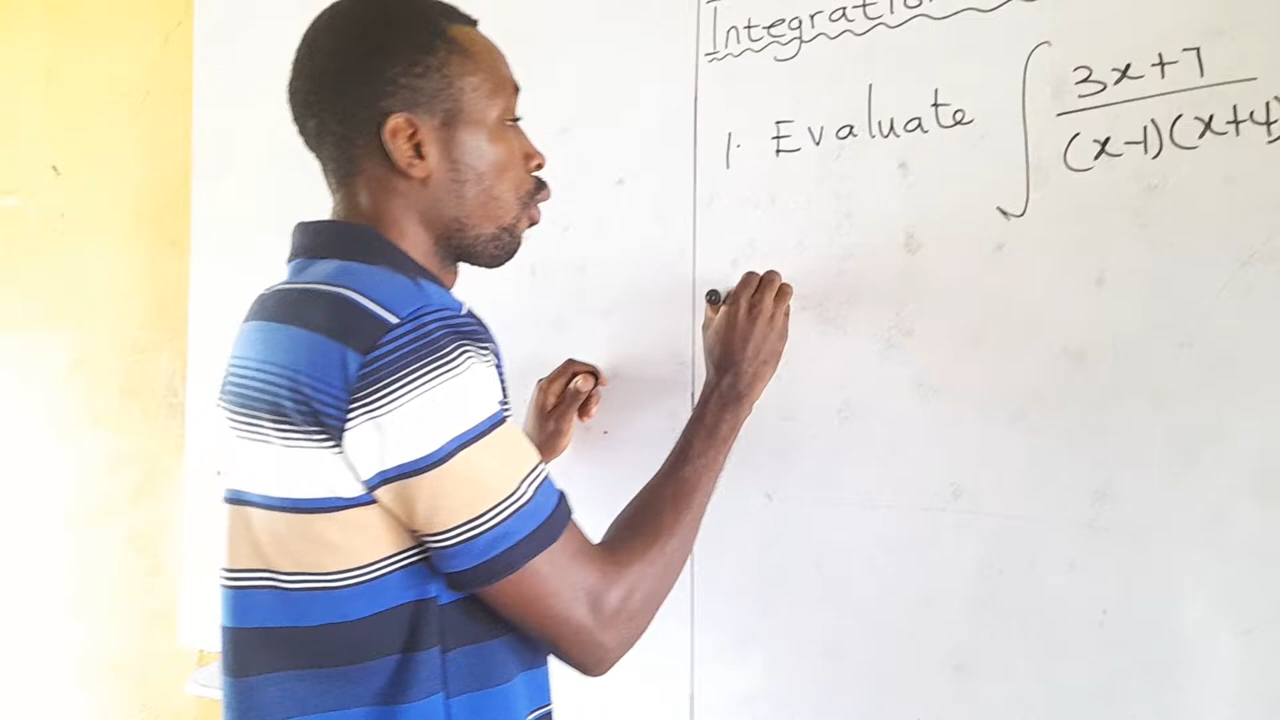 Integration
1. Evaluate ∫ 3x+7
(x-1)(x+4)